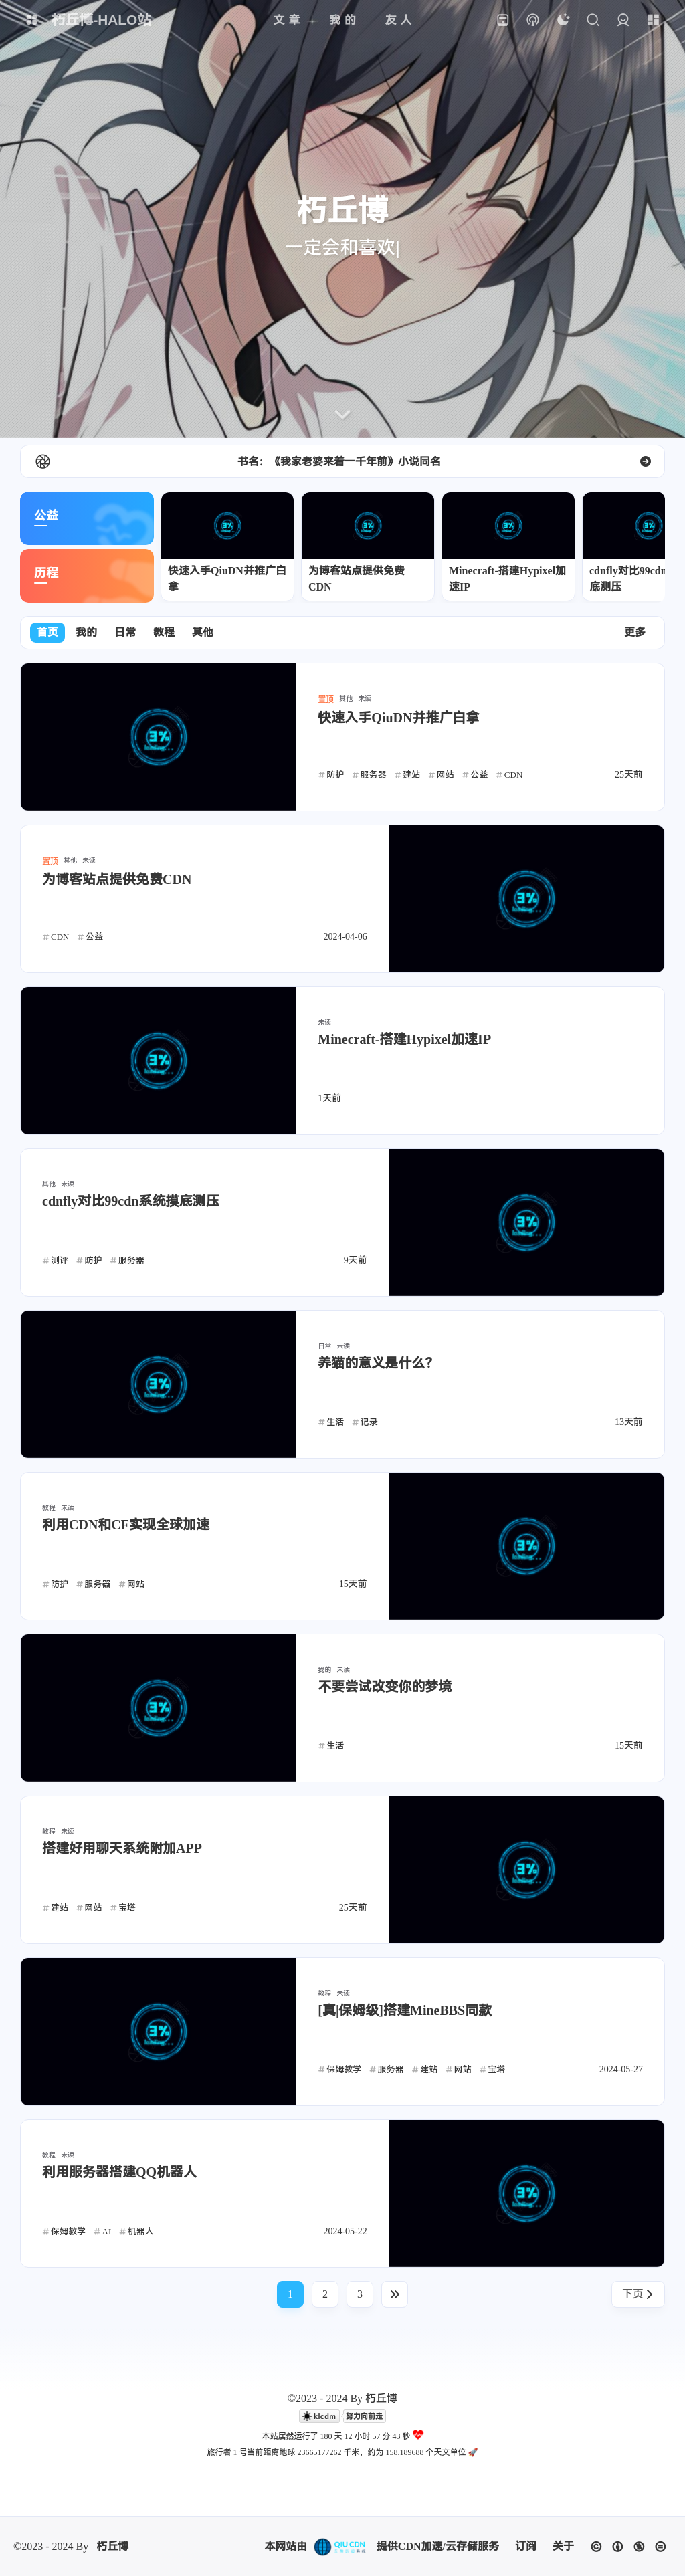 朽丘博-HALO站
文章
我的
友人
朽丘博
一定会和喜欢|
书名：《我家老婆来着一千年前》小说同名
公益
历程
3%
快速入手QiuDN并推广白拿
3%
为博客站点提供免费CDN
3%
Minecraft-搭建Hypixel加速IP
3%
cdnfly对比99cdn
底测压
首页 我的 日常 教程 其他 更多
3%
loading...
置顶 其他 未读
快速入手QiuDN并推广白拿
# 防护 # 服务器 # 建站 # 网站 # 公益 # CDN 25天前
置顶 其他 未读
为博客站点提供免费CDN
# CDN # 公益 2024-04-06
3%
loading...
3%
loading...
未读
Minecraft-搭建Hypixel加速IP
1天前
其他 未读
cdnfly对比99cdn系统摸底测压
# 测评 # 防护 # 服务器 9天前
3%
loading...
3%
loading...
日常 未读
养猫的意义是什么？
# 生活 # 记录 13天前
教程 未读
利用CDN和CF实现全球加速
# 防护 # 服务器 # 网站 15天前
3%
loading...
3%
loading...
我的 未读
不要尝试改变你的梦境
# 生活 15天前
教程 未读
搭建好用聊天系统附加APP
# 建站 # 网站 # 宝塔 25天前
3%
loading...
3%
loading...
教程 未读
[真|保姆级]搭建MineBBS同款
# 保姆教学 # 服务器 # 建站 # 网站 # 宝塔 2024-05-27
教程 未读
利用服务器搭建QQ机器人
# 保姆教学 # AI # 机器人 2024-05-22
3%
loading...
1 2 3 下页
©2023 - 2024 By 朽丘博
klcdm 努力向前走
本站居然运行了 180 天 12 小时 57 分 43 秒
旅行者 1 号当前距离地球 23665177262 千米，约为 158.189688 个天文单位 🚀
©2023 - 2024 By 朽丘博
本网站由 QIU CDN 提供CDN加速/云存储服务 订阅 关于